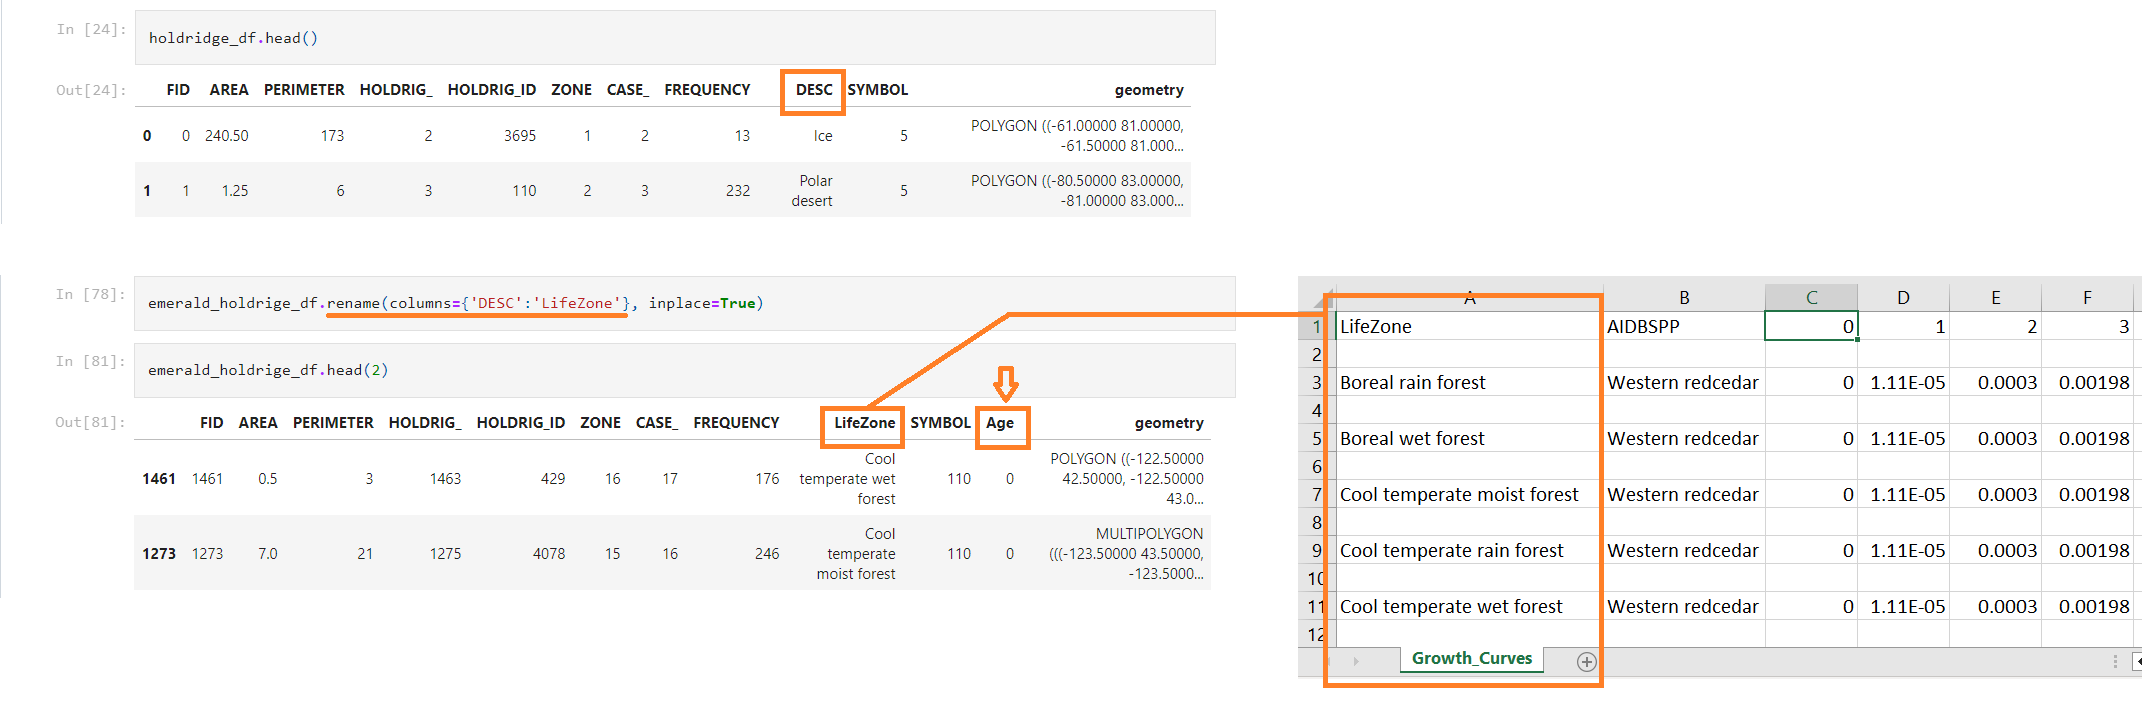 In [24]:
holdridge_df.head()
Out[24]:
FID AREA PERIMETER HOLDRIG_ HOLDRIG_ID ZONE CASE_ FREQUENCY DESC SYMBOL geometry
0 0 240.50 173 2 3695 1 2 13 Ice 5 POLYGON ((-61.00000 81.00000,
-61.50000 81.000...
1 1 1.25 6 3 110 2 3 232 Polar
desert 5 POLYGON ((-80.50000 83.00000,
-81.00000 83.000...
In [78]:
emerald_holdrige_df.rename(columns={'DESC':'LifeZone'}, inplace=True)
In [81]:
emerald_holdrige_df.head(2)
Out[81]:
FID AREA PERIMETER HOLDRIG_ HOLDRIG_ID ZONE CASE_ FREQUENCY LifeZone SYMBOL Age geometry
1461 1461 0.5 3 1463 429 16 17 176 Cool
temperate wet
forest 110 0 POLYGON ((-122.50000
42.50000, -122.50000
43.0...
1273 1273 7.0 21 1275 4078 15 16 246 Cool
temperate
moist forest 110 0 MULTIPOLYGON
(((-123.50000 43.50000,
-123.5000...
A B C D E F
1 LifeZone AIDBSPP 0 1 2 3
2
3 Boreal rain forest Western redcedar 0 1.11E-05 0.0003 0.00198
4
5 Boreal wet forest Western redcedar 0 1.11E-05 0.0003 0.00198
6
7 Cool temperate moist forest Western redcedar 0 1.11E-05 0.0003 0.00198
8
9 Cool temperate rain forest Western redcedar 0 1.11E-05 0.0003 0.00198
10
11 Cool temperate wet forest Western redcedar 0 1.11E-05 0.0003 0.00198
12
Growth_Curves